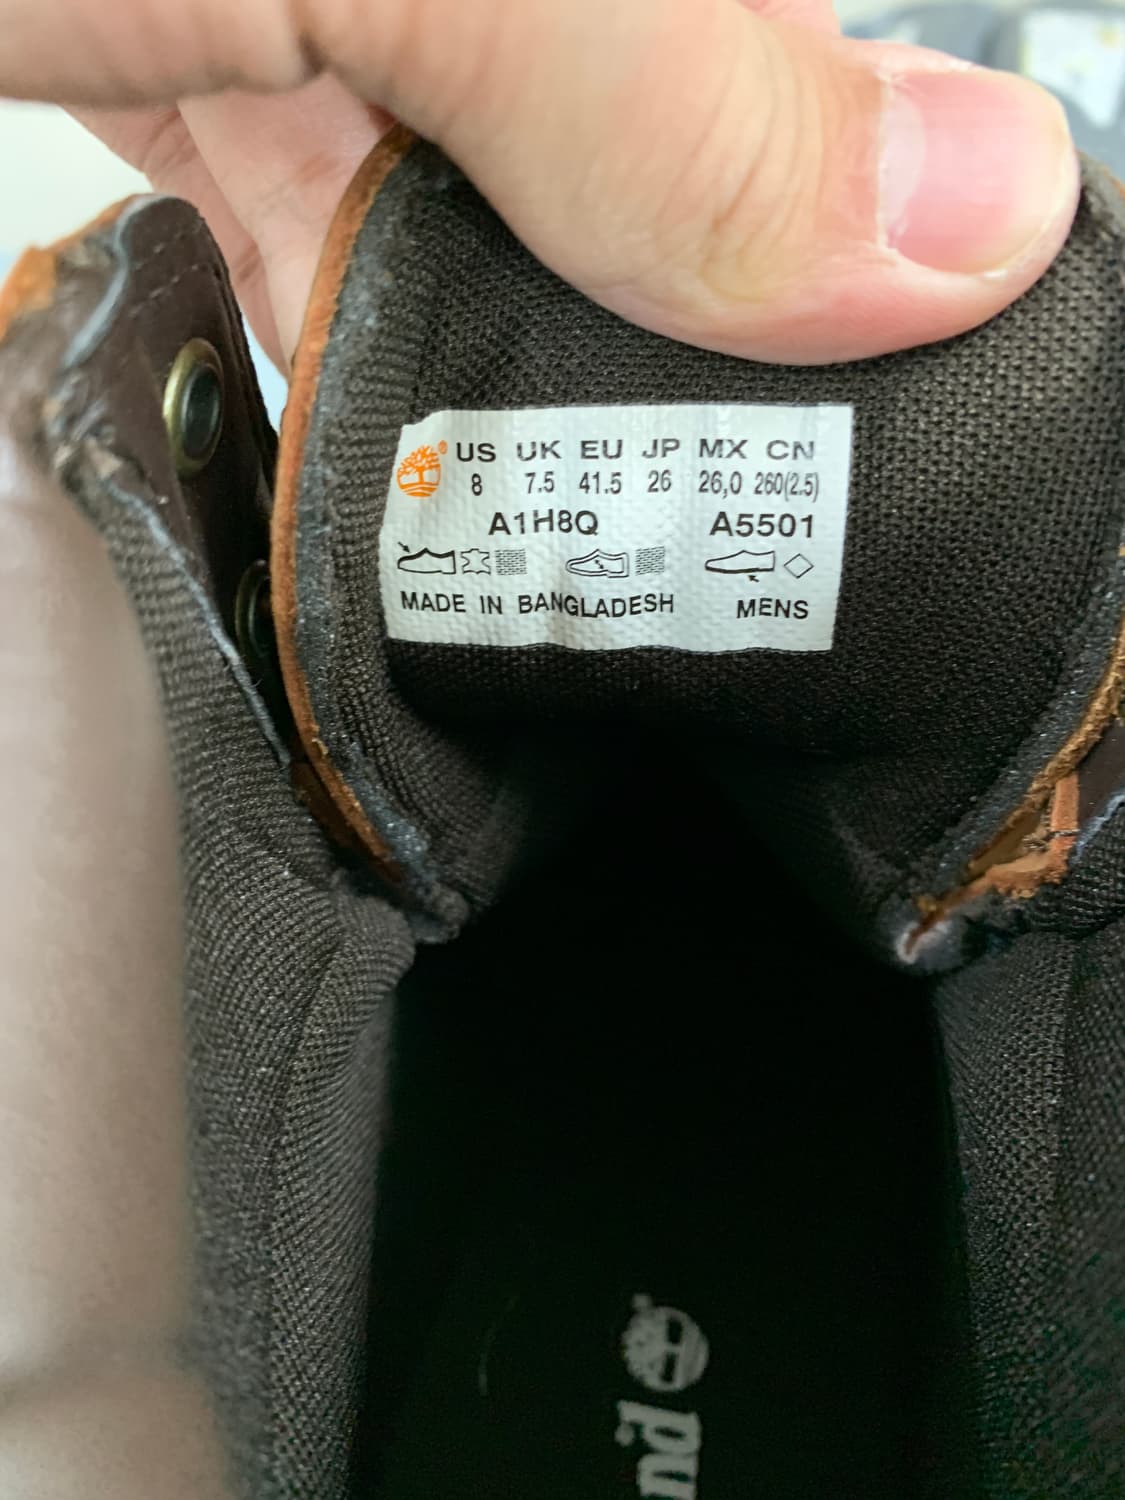 ® US UK EU JP MX CN
8 7.5 41.5 26 26,0 260(2.5)
A1H8Q A5501
MADE IN BANGLADESH MENS